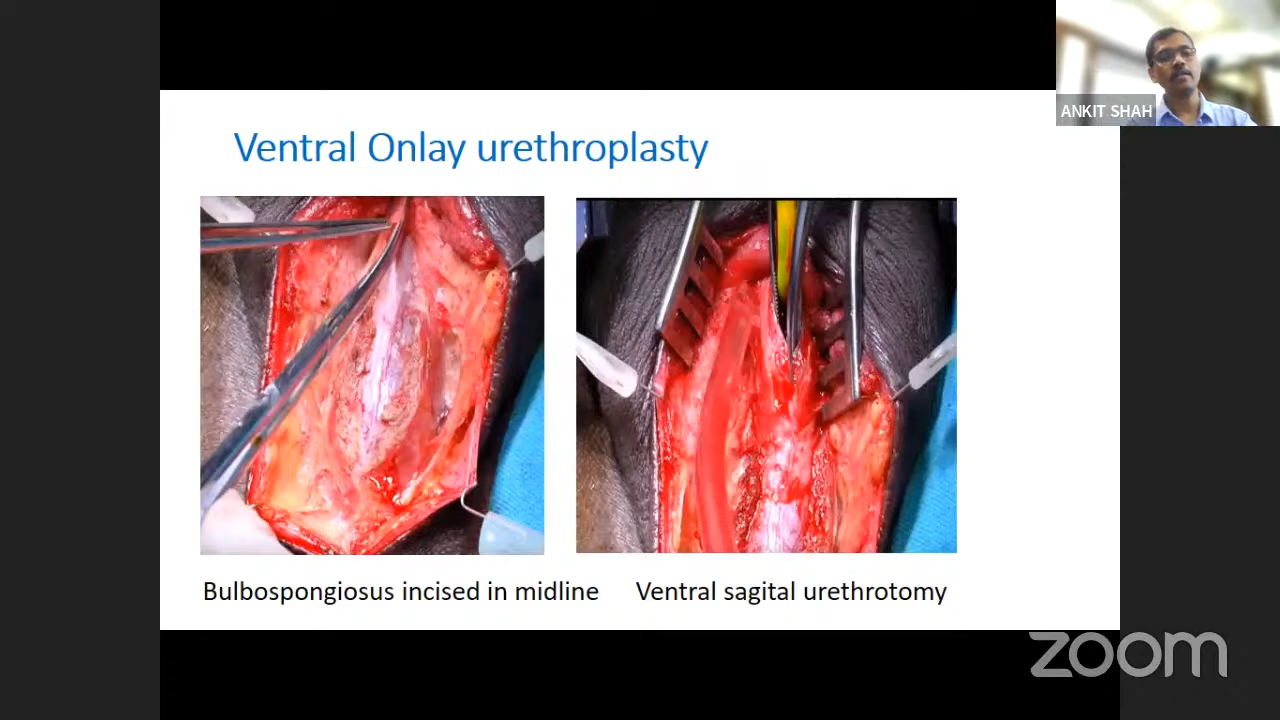 ANKIT SHAH
Ventral Onlay urethroplasty
Bulbospongiosus incised in midline
Ventral sagital urethrotomy
zoom